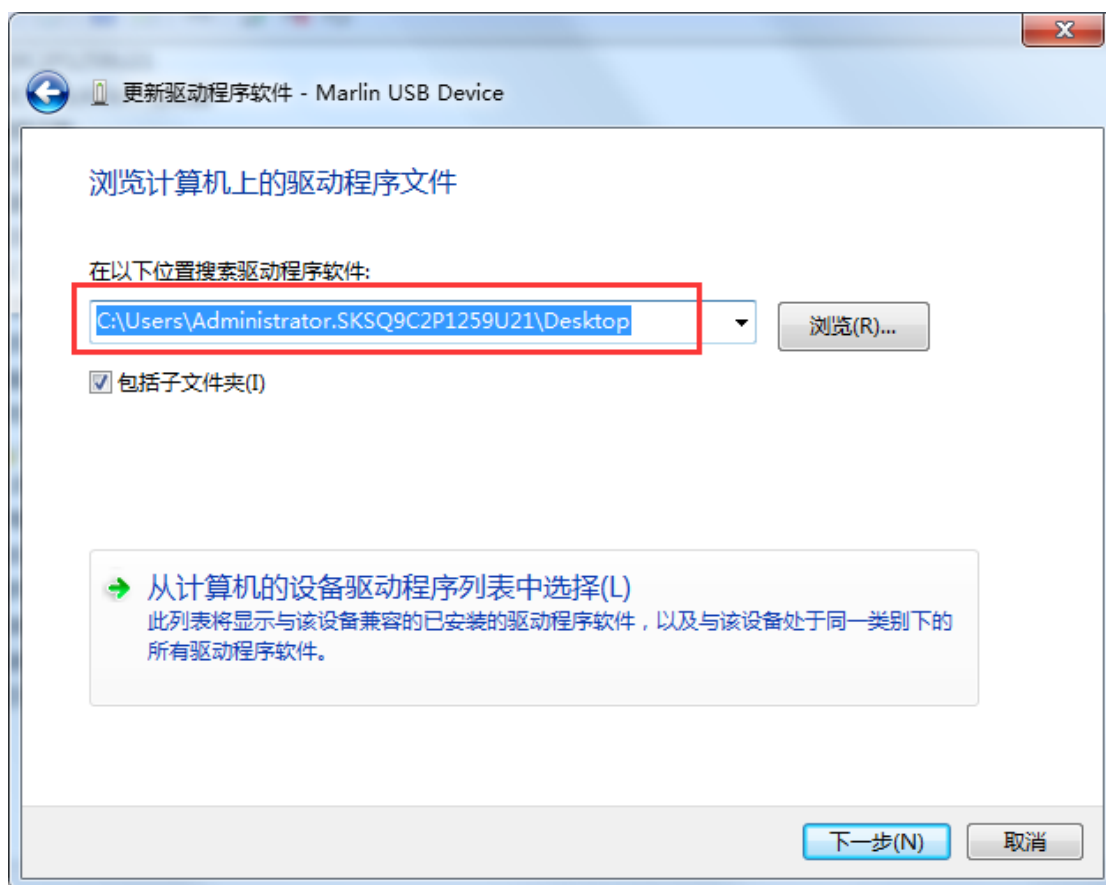 更新驱动程序软件 - Marlin USB Device
浏览计算机上的驱动程序文件
在以下位置搜索驱动程序软件:
C:\Users\Administrator.SKSQ9C2P1259U21\Desktop
浏览(R)...
包括子文件夹(I)
从计算机的设备驱动程序列表中选择(L)
此列表将显示与该设备兼容的已安装的驱动程序软件，以及与该设备处于同一类别下的
所有驱动程序软件。
下一步(N)
取消